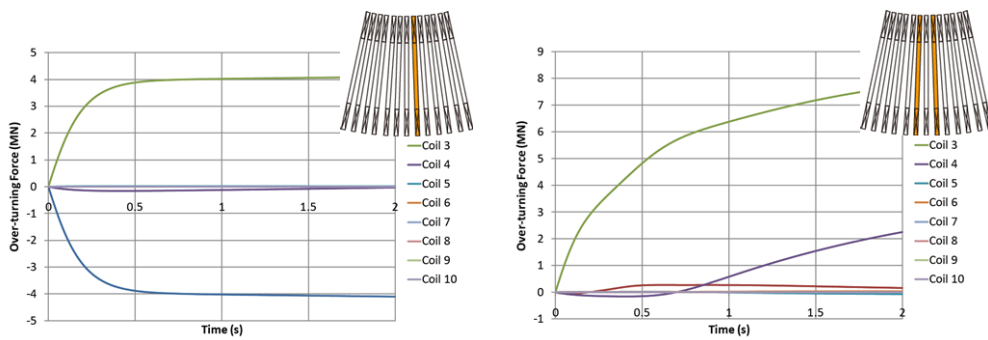 5
4
3
2
1
0
-1
-2
-3
-4
-5
Over-turning Force (MN)
0
0.5
1
1.5
2
Time (s)
Coil 3
Coil 4
Coil 5
Coil 6
Coil 7
Coil 8
Coil 9
Coil 10
9
8
7
6
5
4
3
2
1
0
-1
Over-turning Force (MN)
0
0.5
1
1.5
2
Time (s)
Coil 3
Coil 4
Coil 5
Coil 6
Coil 7
Coil 8
Coil 9
Coil 10